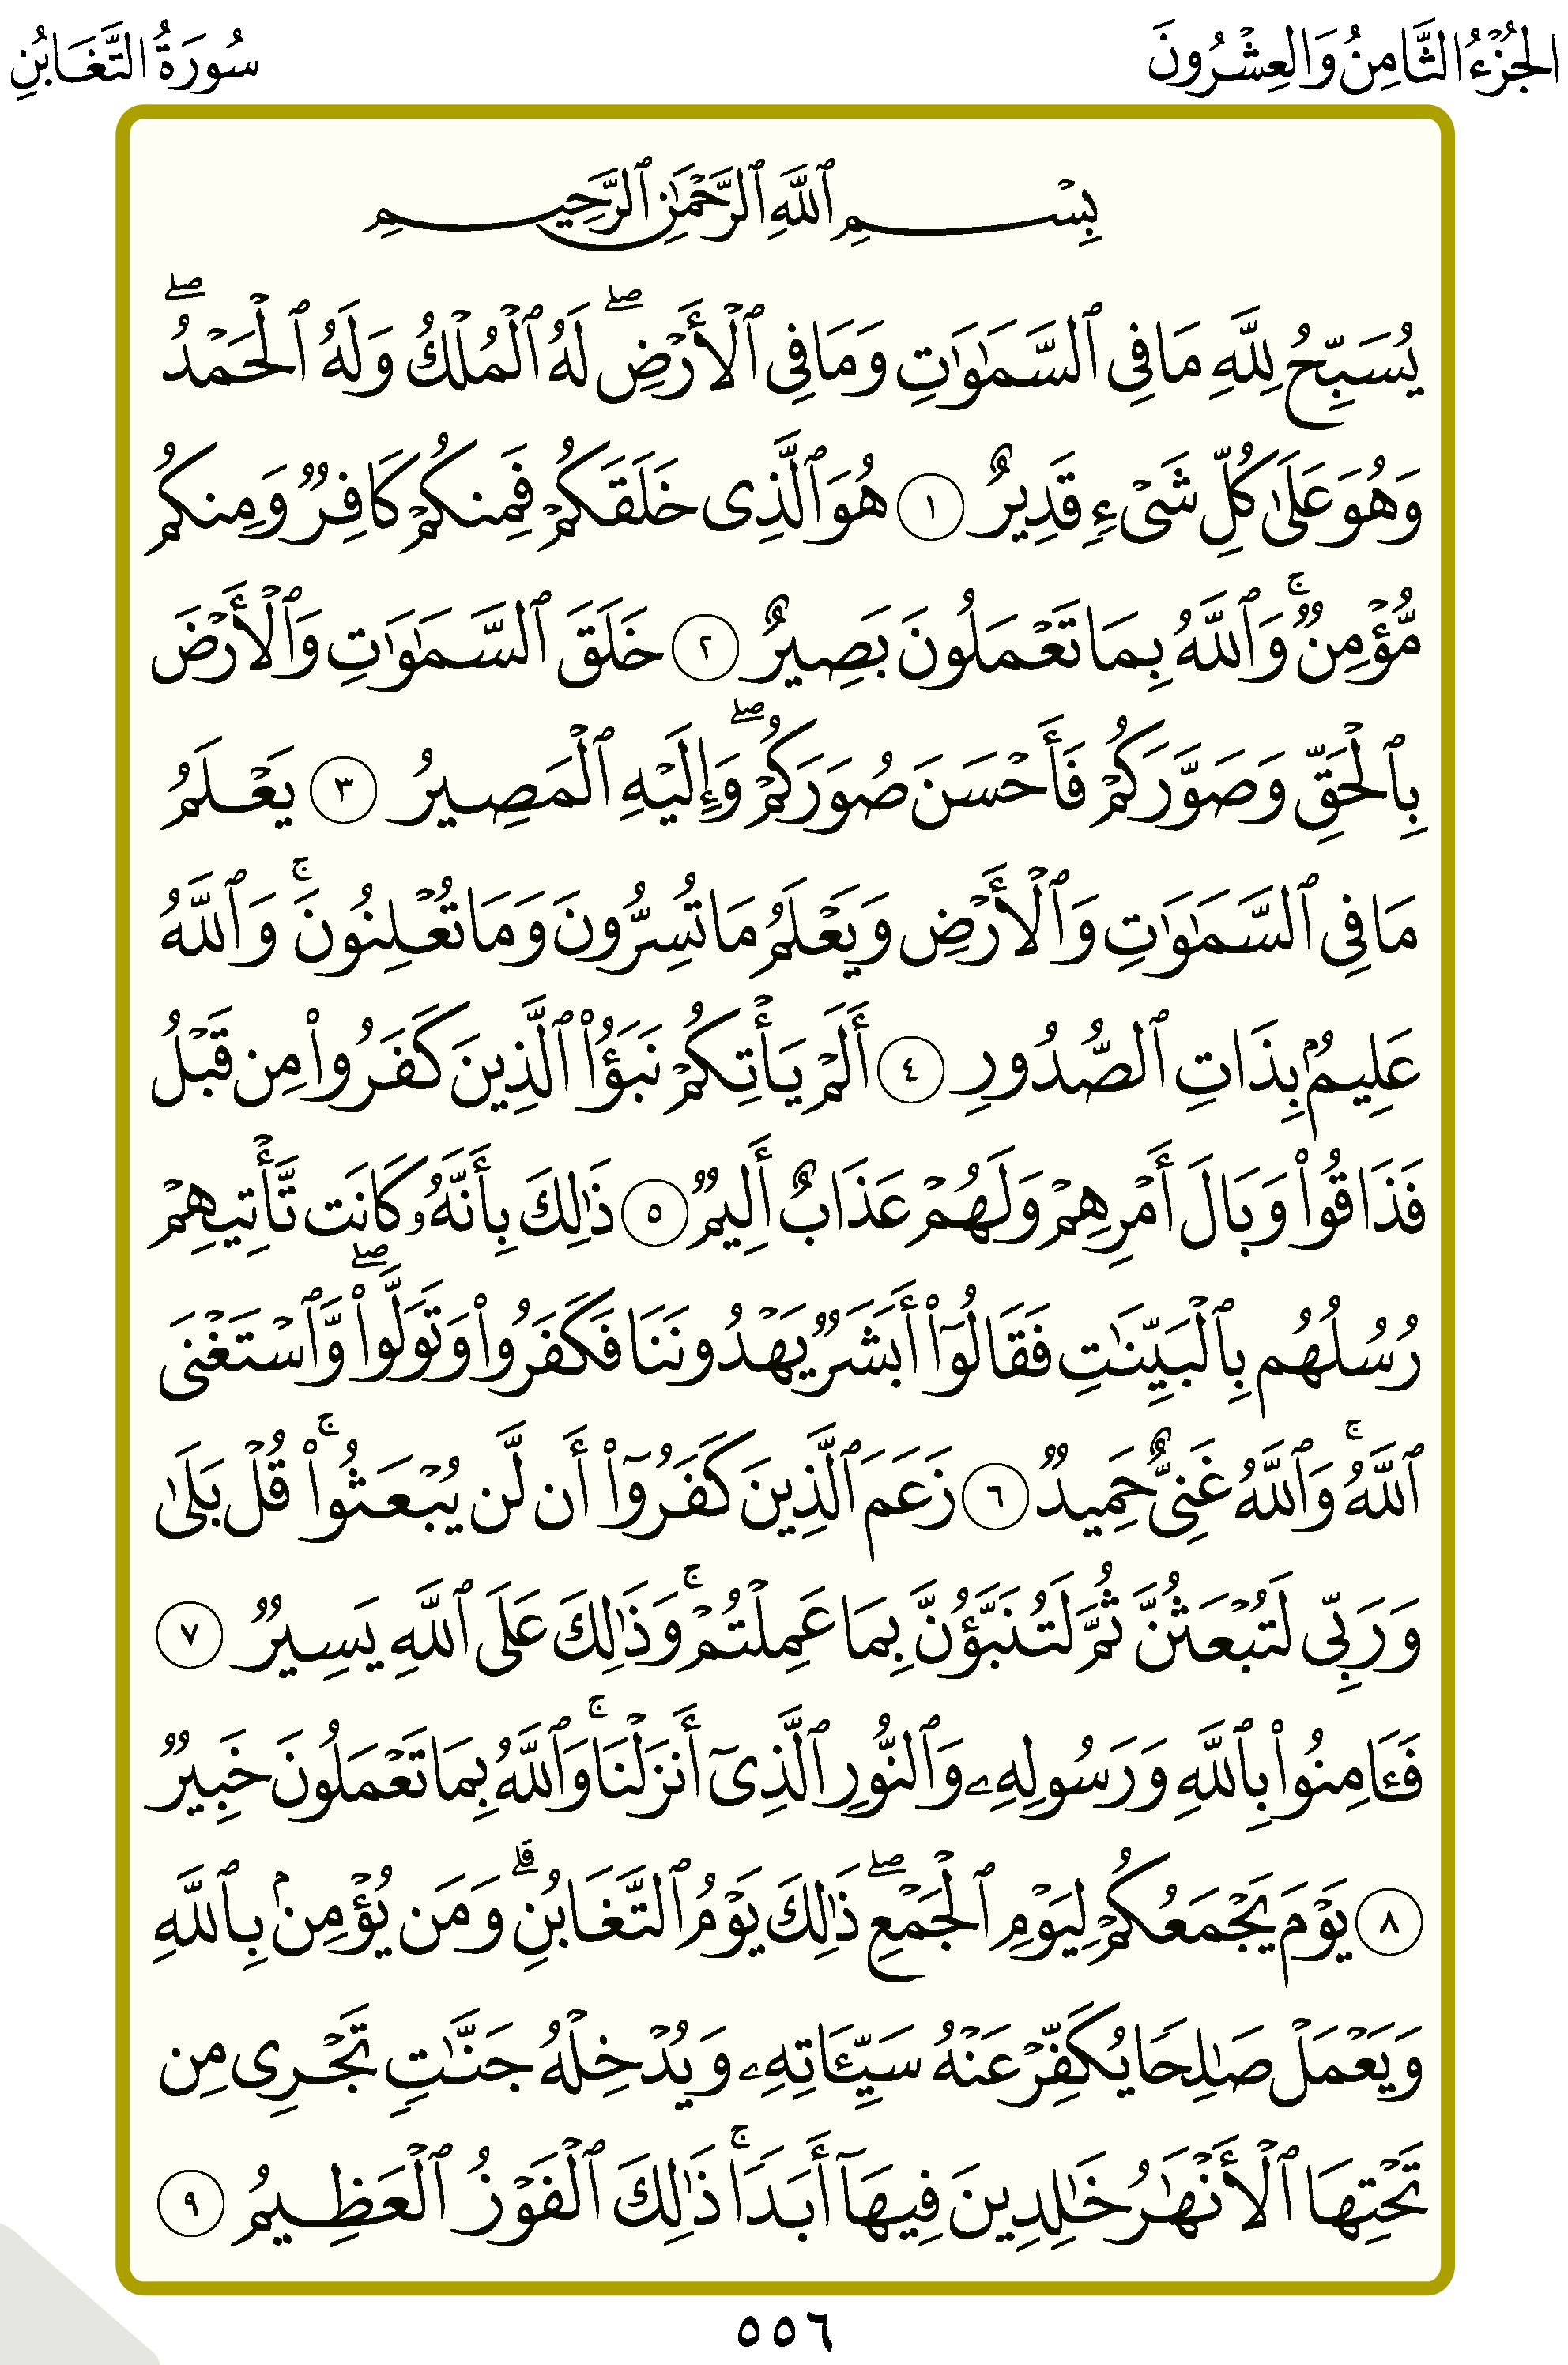 الجُزْءُ الثَّامِنُ وَالعِشْرُونَ
سُورَةُ التَّغَابُنِ
بِسْمِ ٱللَّهِ ٱلرَّحْمَٰنِ ٱلرَّحِيمِ
يُسَبِّحُ لِلَّهِ مَا فِى ٱلسَّمَٰوَٰتِ وَمَا فِى ٱلْأَرْضِ ۖ لَهُ ٱلْمُلْكُ وَلَهُ ٱلْحَمْدُ ۖ
وَهُوَ عَلَىٰ كُلِّ شَىْءٍ قَدِيرٌ ١ هُوَ ٱلَّذِى خَلَقَكُمْ فَمِنكُمْ كَافِرٌ وَمِنكُم
مُّؤْمِنٌ ۚ وَٱللَّهُ بِمَا تَعْمَلُونَ بَصِيرٌ ٢ خَلَقَ ٱلسَّمَٰوَٰتِ وَٱلْأَرْضَ
بِٱلْحَقِّ وَصَوَّرَكُمْ فَأَحْسَنَ صُوَرَكُمْ ۖ وَإِلَيْهِ ٱلْمَصِيرُ ٣ يَعْلَمُ
مَا فِى ٱلسَّمَٰوَٰتِ وَٱلْأَرْضِ وَيَعْلَمُ مَا تُسِرُّونَ وَمَا تُعْلِنُونَ ۚ وَٱللَّهُ
عَلِيمٌۢ بِذَاتِ ٱلصُّدُورِ ٤ أَلَمْ يَأْتِكُمْ نَبَؤُا۟ ٱلَّذِينَ كَفَرُوا۟ مِن قَبْلُ
فَذَاقُوا۟ وَبَالَ أَمْرِهِمْ وَلَهُمْ عَذَابٌ أَلِيمٌ ٥ ذَٰلِكَ بِأَنَّهُۥ كَانَت تَّأْتِيهِمْ
رُسُلُهُم بِٱلْبَيِّنَٰتِ فَقَالُوٓا۟ أَبَشَرٌ يَهْدُونَنَا فَكَفَرُوا۟ وَتَوَلَّوا۟ ۖ وَّٱسْتَغْنَى
ٱللَّهُ ۚ وَٱللَّهُ غَنِىٌّ حَمِيدٌ ٦ زَعَمَ ٱلَّذِينَ كَفَرُوٓا۟ أَن لَّن يُبْعَثُوا۟ ۚ قُلْ بَلَىٰ
وَرَبِّى لَتُبْعَثُنَّ ثُمَّ لَتُنَبَّؤُنَّ بِمَا عَمِلْتُمْ ۚ وَذَٰلِكَ عَلَى ٱللَّهِ يَسِيرٌ ٧
فَـَٔامِنُوا۟ بِٱللَّهِ وَرَسُولِهِۦ وَٱلنُّورِ ٱلَّذِىٓ أَنزَلْنَا ۚ وَٱللَّهُ بِمَا تَعْمَلُونَ خَبِيرٌ
٨ يَوْمَ يَجْمَعُكُمْ لِيَوْمِ ٱلْجَمْعِ ۖ ذَٰلِكَ يَوْمُ ٱلتَّغَابُنِ ۗ وَمَن يُؤْمِنۢ بِٱللَّهِ
وَيَعْمَلْ صَٰلِحًا يُكَفِّرْ عَنْهُ سَيِّـَٔاتِهِۦ وَيُدْخِلْهُ جَنَّٰتٍ تَجْرِى مِن
تَحْتِهَا ٱلْأَنْهَٰرُ خَٰلِدِينَ فِيهَآ أَبَدًا ۚ ذَٰلِكَ ٱلْفَوْزُ ٱلْعَظِيمُ ٩
٥٥٦